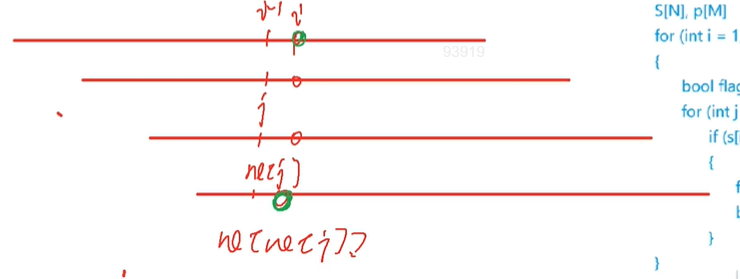 i-1 i
S[N], p[M]
for (int i = 1
93919
{
bool flag
j
for (int j
if (s[i
ne[j]
{
f
b
ne[ne[j]]
}
}